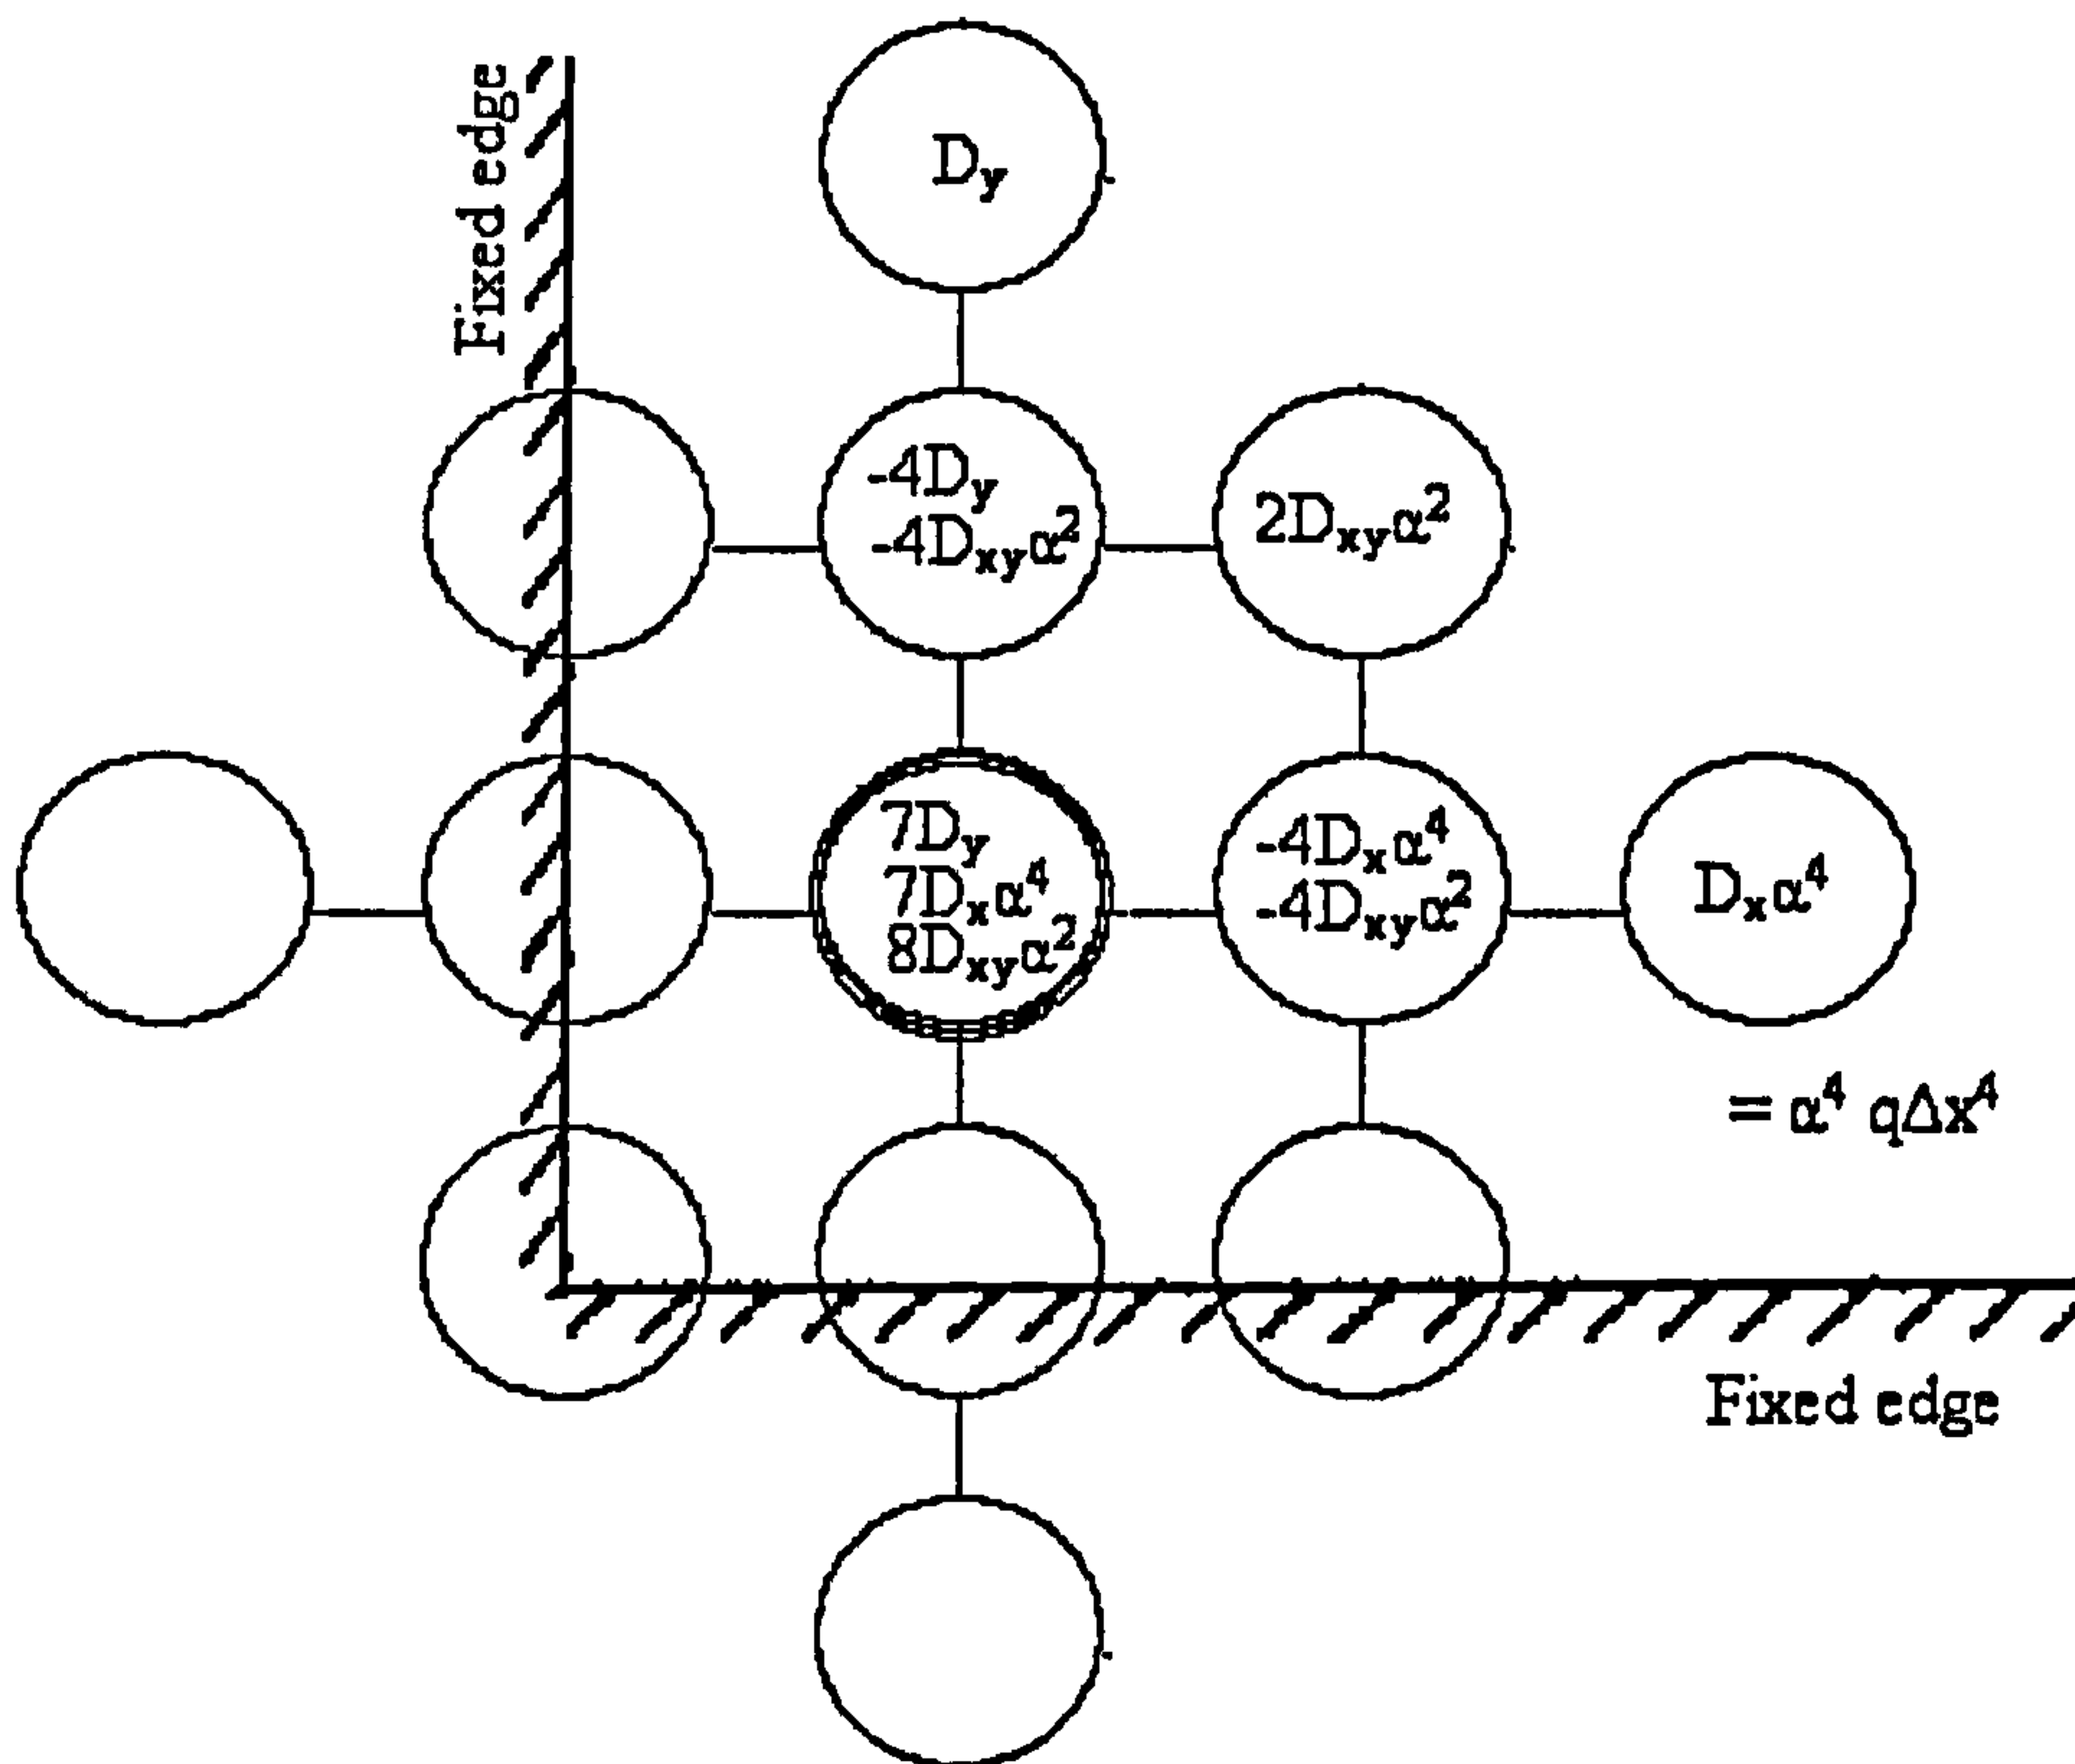 Fixed edge
Dy
-4Dy
-4Dxyα²
2Dxyα²
7Dy
7Dxα⁴
8Dxyα²
-4Dxα⁴
-4Dxyα²
Dxα⁴
= α⁴ qΔx⁴
Fixed edge